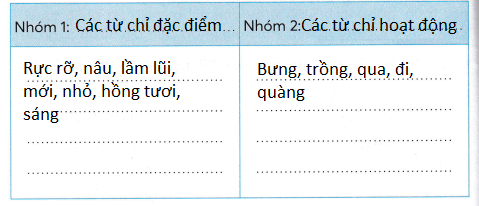 Nhóm 1: Các từ chỉ đặc điểm...
Nhóm 2:Các từ chỉ hoạt động.
Rực rỡ, nâu, lầm lũi,
mới, nhỏ, hồng tươi,
sáng
Bưng, trồng, qua, đi,
quàng